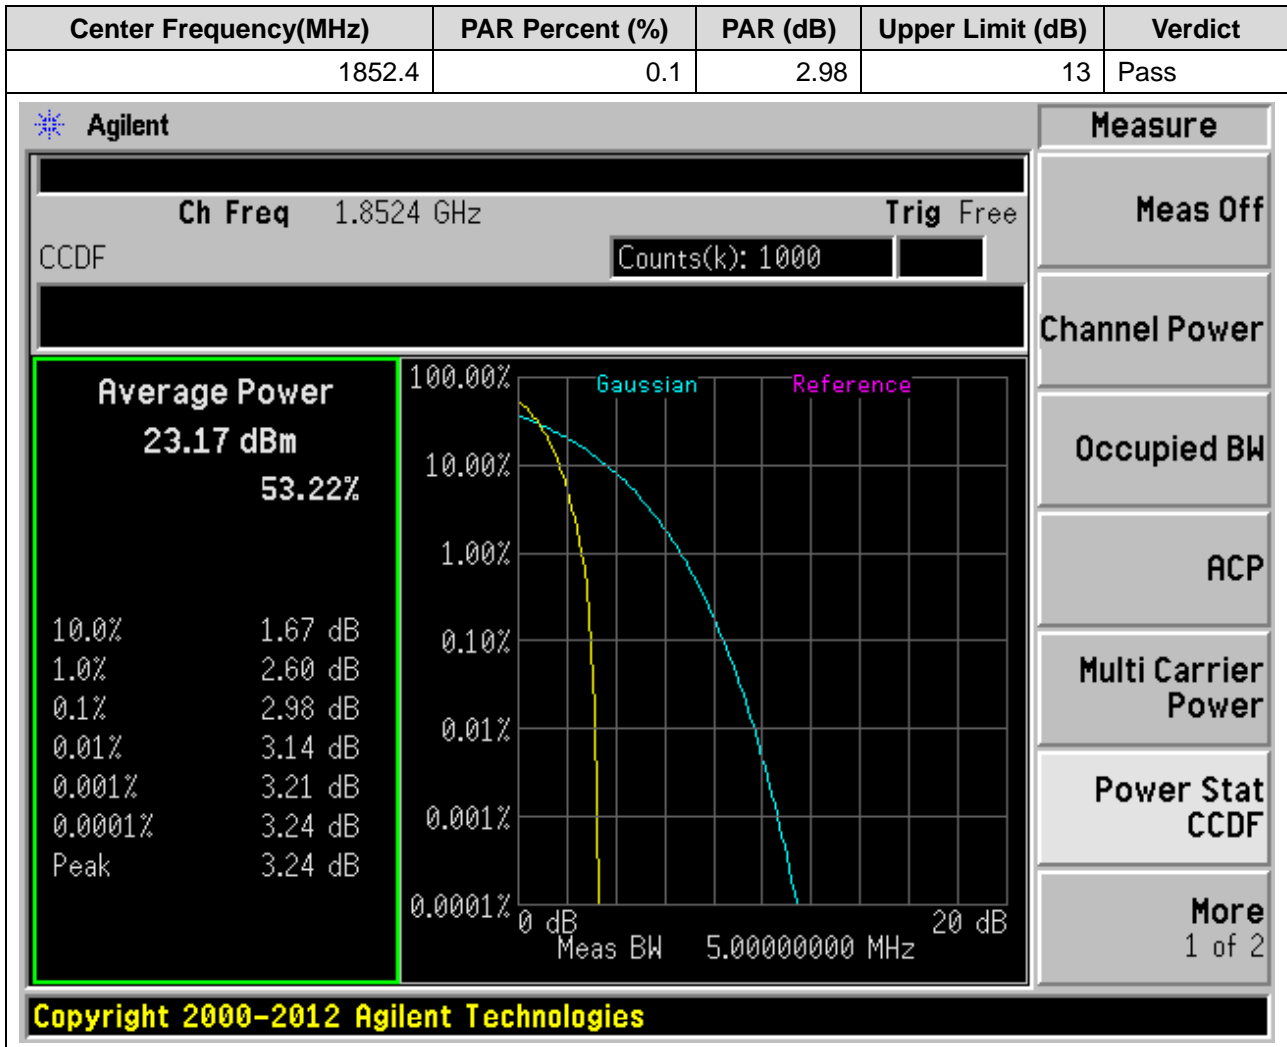 Center Frequency(MHz) PAR Percent (%) PAR (dB) Upper Limit (dB) Verdict
1852.4 0.1 2.98 13 Pass
Agilent
Measure
Ch Freq 1.8524 GHz Trig Free
CCDF Counts(k): 1000
Average Power
23.17 dBm
53.22%
10.0% 1.67 dB
1.0% 2.60 dB
0.1% 2.98 dB
0.01% 3.14 dB
0.001% 3.21 dB
0.0001% 3.24 dB
Peak 3.24 dB
Gaussian Reference
100.00%
10.00%
1.00%
0.10%
0.01%
0.001%
0.0001%
0 dB 20 dB
Meas BW 5.00000000 MHz
Meas Off
Channel Power
Occupied BW
ACP
Multi Carrier
Power
Power Stat
CCDF
More
1 of 2
Copyright 2000-2012 Agilent Technologies